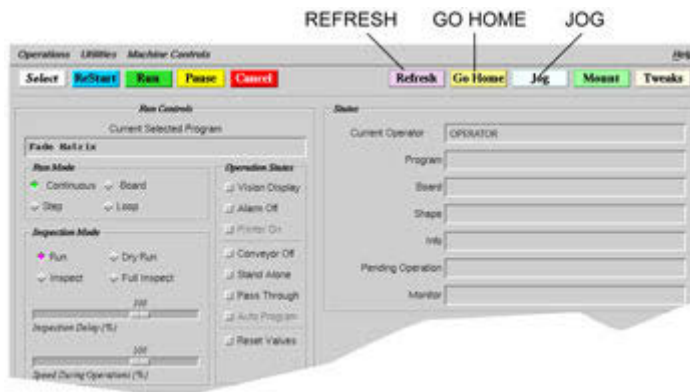 REFRESH GO HOME JOG
Operations Utilities Machine Controls Help
Select ReStart Run Pause Cancel Refresh Go Home Jog Mount Tweaks
Run Controls
Current Selected Program
Fade Matrix
Run Mode
Continuous Board
Step Loop
Inspection Mode
Run Dry Run
Inspect Full Inspect
100
Inspection Delay (%)
100
Speed During Operations (%)
Operation Status
Vision Display
Alarm Off
Printer On
Conveyor Off
Stand Alone
Pass Through
Auto Program
Reset Values
Status
Current Operator OPERATOR
Program
Board
Shape
Info
Pending Operation
Monitor